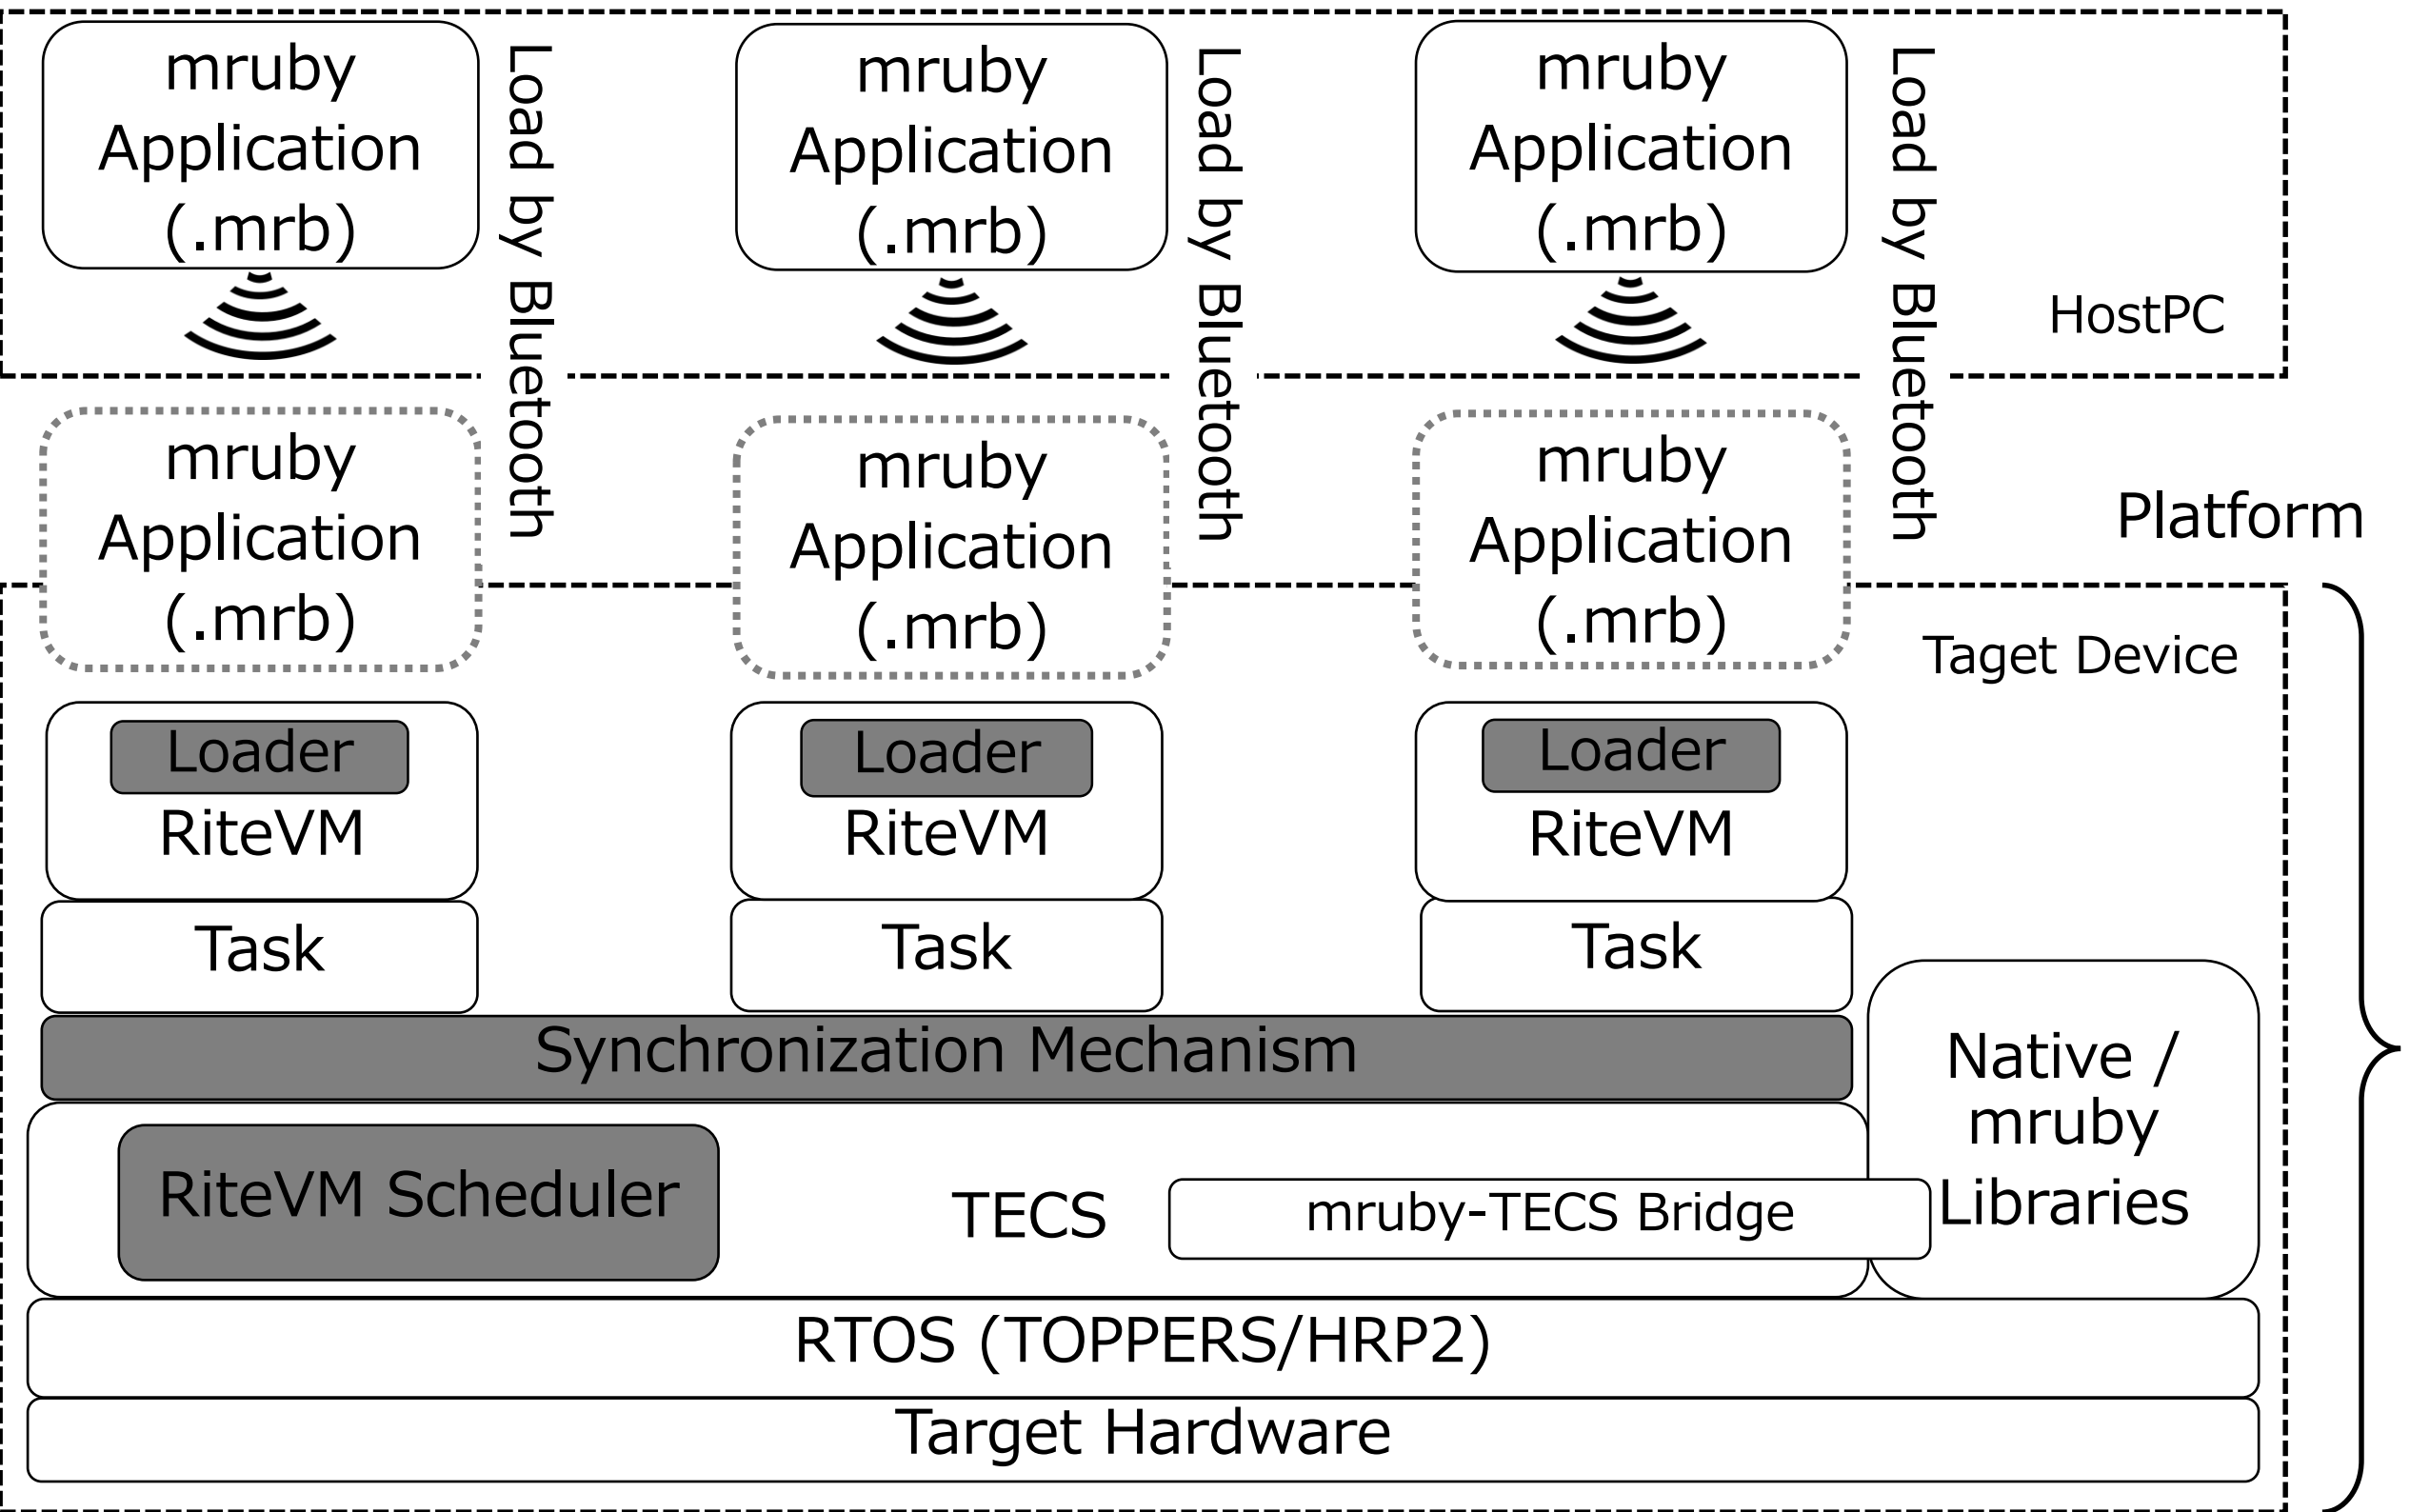 mruby
Application
(.mrb)
Load by Bluetooth
mruby
Application
(.mrb)
Load by Bluetooth
mruby
Application
(.mrb)
Load by Bluetooth
HostPC
mruby
Application
(.mrb)
mruby
Application
(.mrb)
mruby
Application
(.mrb)
Platform
Taget Device
Loader
RiteVM
Task
Loader
RiteVM
Task
Loader
RiteVM
Task
Synchronization Mechanism
RiteVM Scheduler
TECS
mruby-TECS Bridge
Native /
mruby
Libraries
RTOS (TOPPERS/HRP2)
Target Hardware